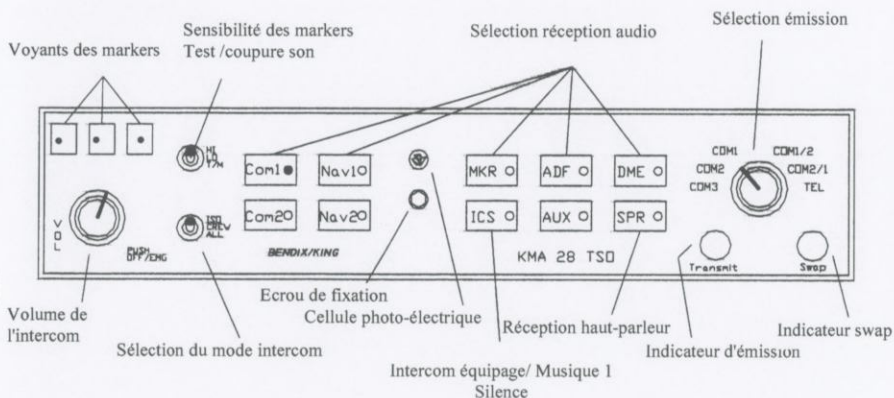 Voyants des markers
Sensibilité des markers
Test /coupure son
Sélection réception audio
Sélection émission
HI
LO
T/M
Com1
Nav1
MKR
ADF
DME
COM1
COM1/2
COM2
COM2/1
COM3
TEL
VOL
ISO
CREW
ALL
Com2
Nav2
ICS
AUX
SPR
PUSH
OFF/EMG
BENDIX/KING
KMA 28 TSO
Transmit
Swap
Volume de
l'intercom
Sélection du mode intercom
Ecrou de fixation
Cellule photo-électrique
Intercom équipage/ Musique 1
Silence
Réception haut-parleur
Indicateur d'émission
Indicateur swap